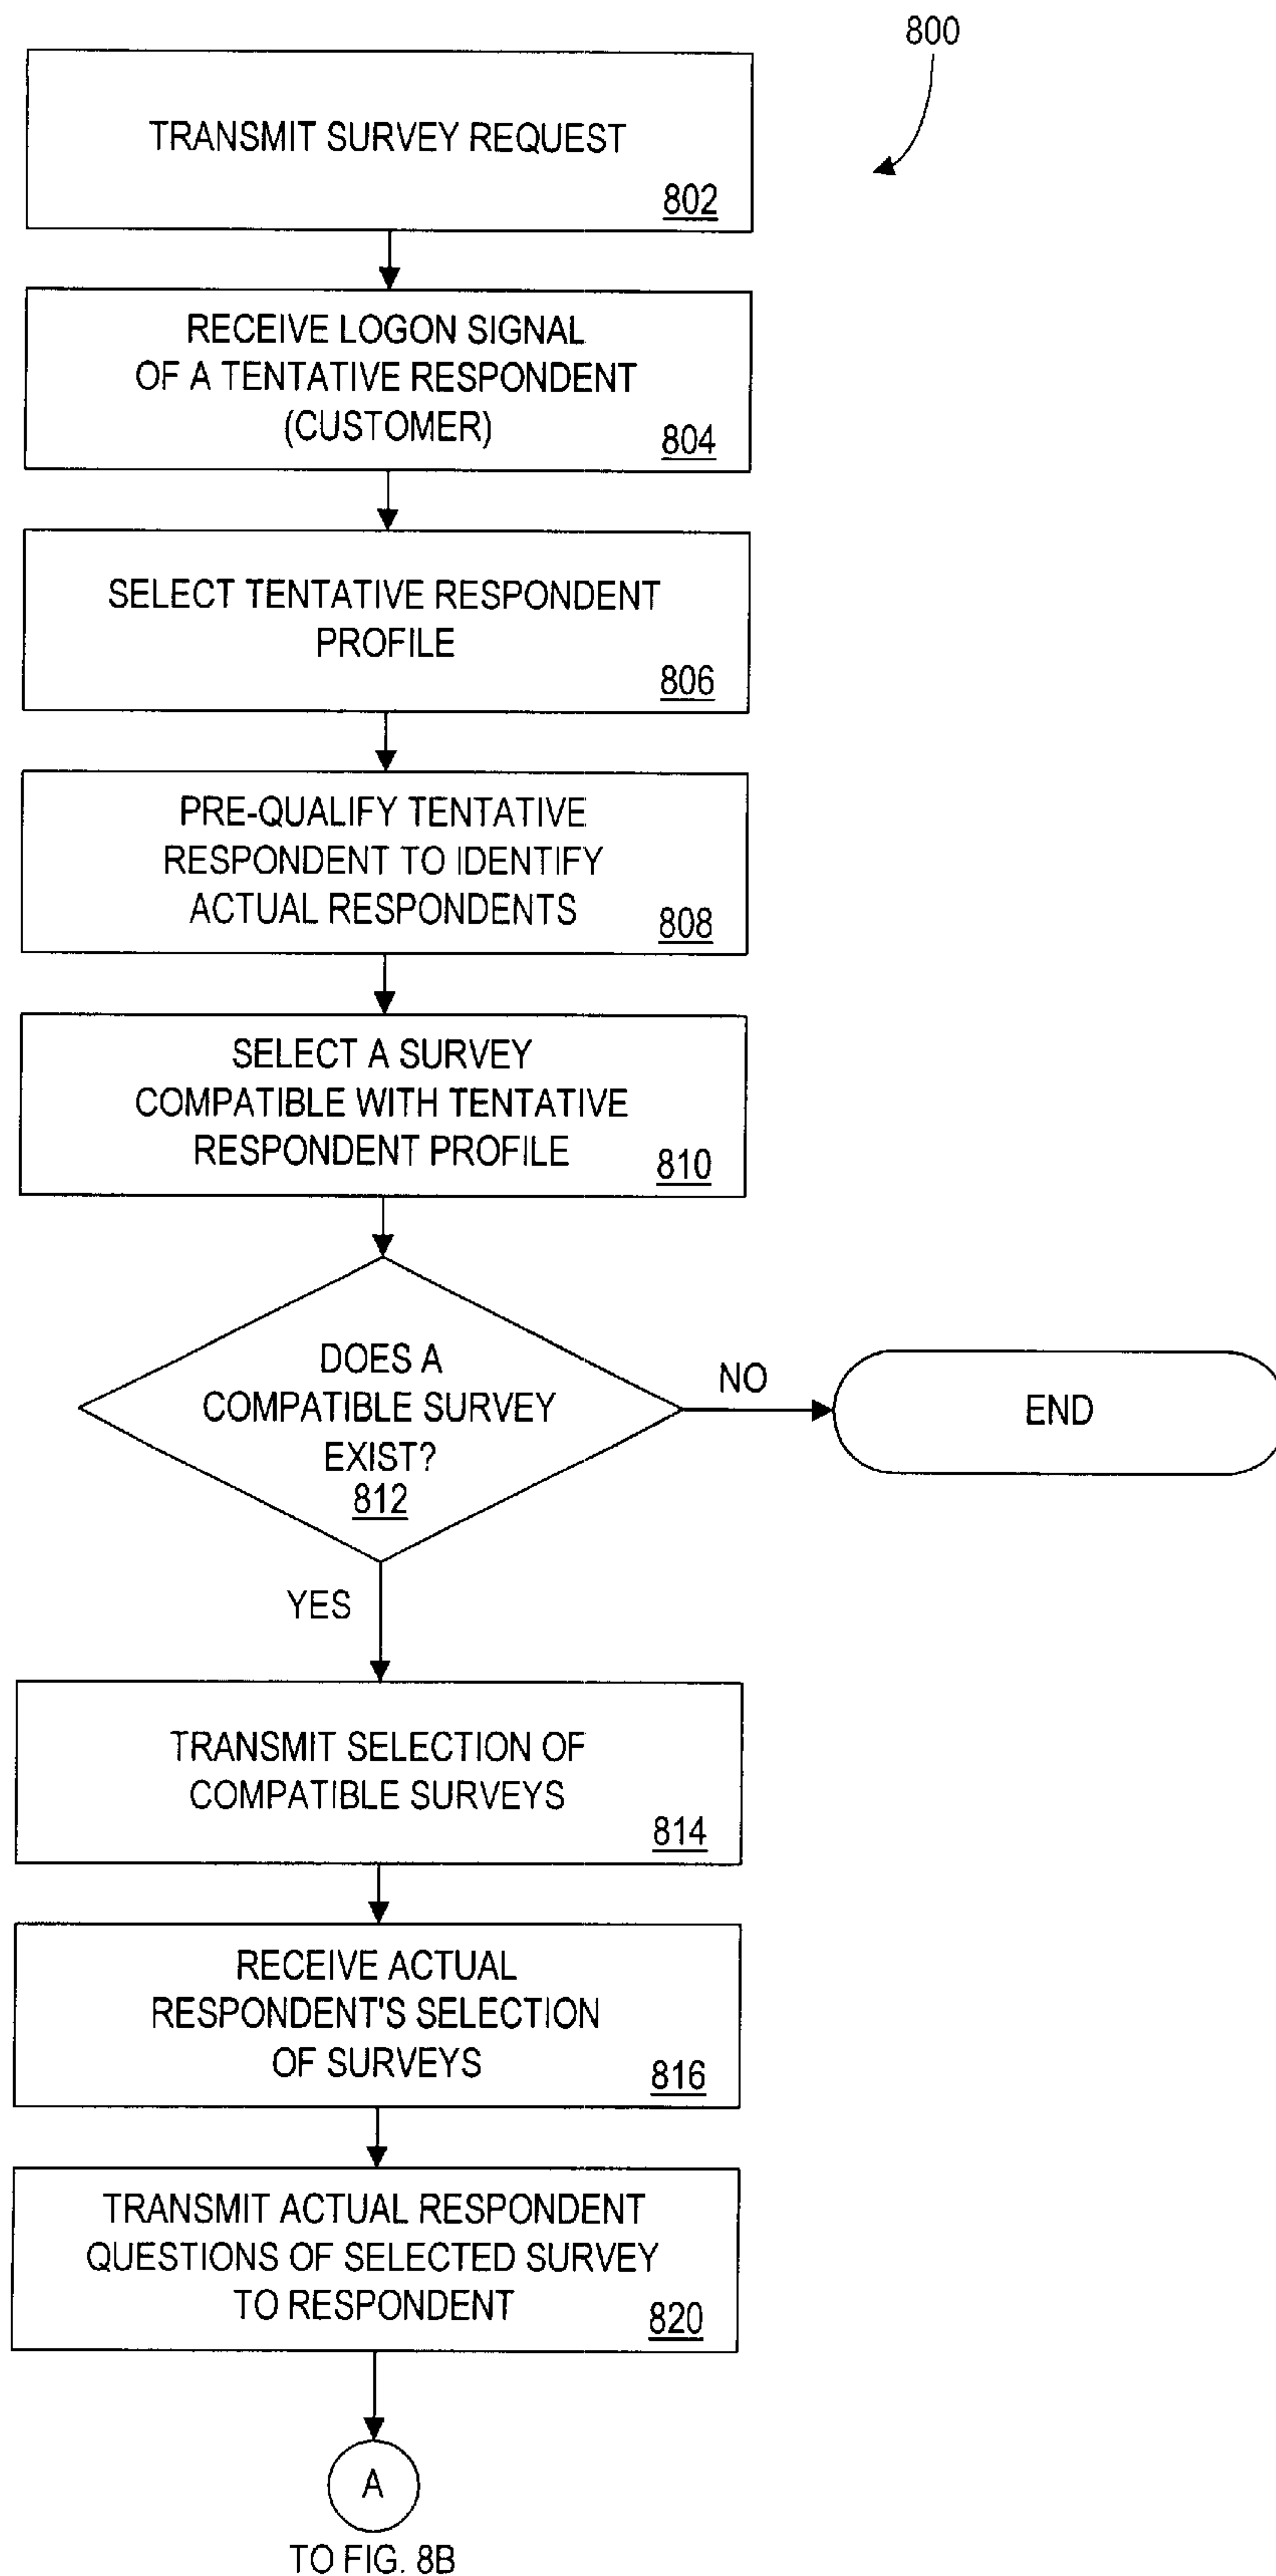 800
TRANSMIT SURVEY REQUEST
802
RECEIVE LOGON SIGNAL
OF A TENTATIVE RESPONDENT
(CUSTOMER)
804
SELECT TENTATIVE RESPONDENT
PROFILE
806
PRE-QUALIFY TENTATIVE
RESPONDENT TO IDENTIFY
ACTUAL RESPONDENTS
808
SELECT A SURVEY
COMPATIBLE WITH TENTATIVE
RESPONDENT PROFILE
810
DOES A
COMPATIBLE SURVEY
EXIST?
812
NO
END
YES
TRANSMIT SELECTION OF
COMPATIBLE SURVEYS
814
RECEIVE ACTUAL
RESPONDENT'S SELECTION
OF SURVEYS
816
TRANSMIT ACTUAL RESPONDENT
QUESTIONS OF SELECTED SURVEY
TO RESPONDENT
820
A
TO FIG. 8B